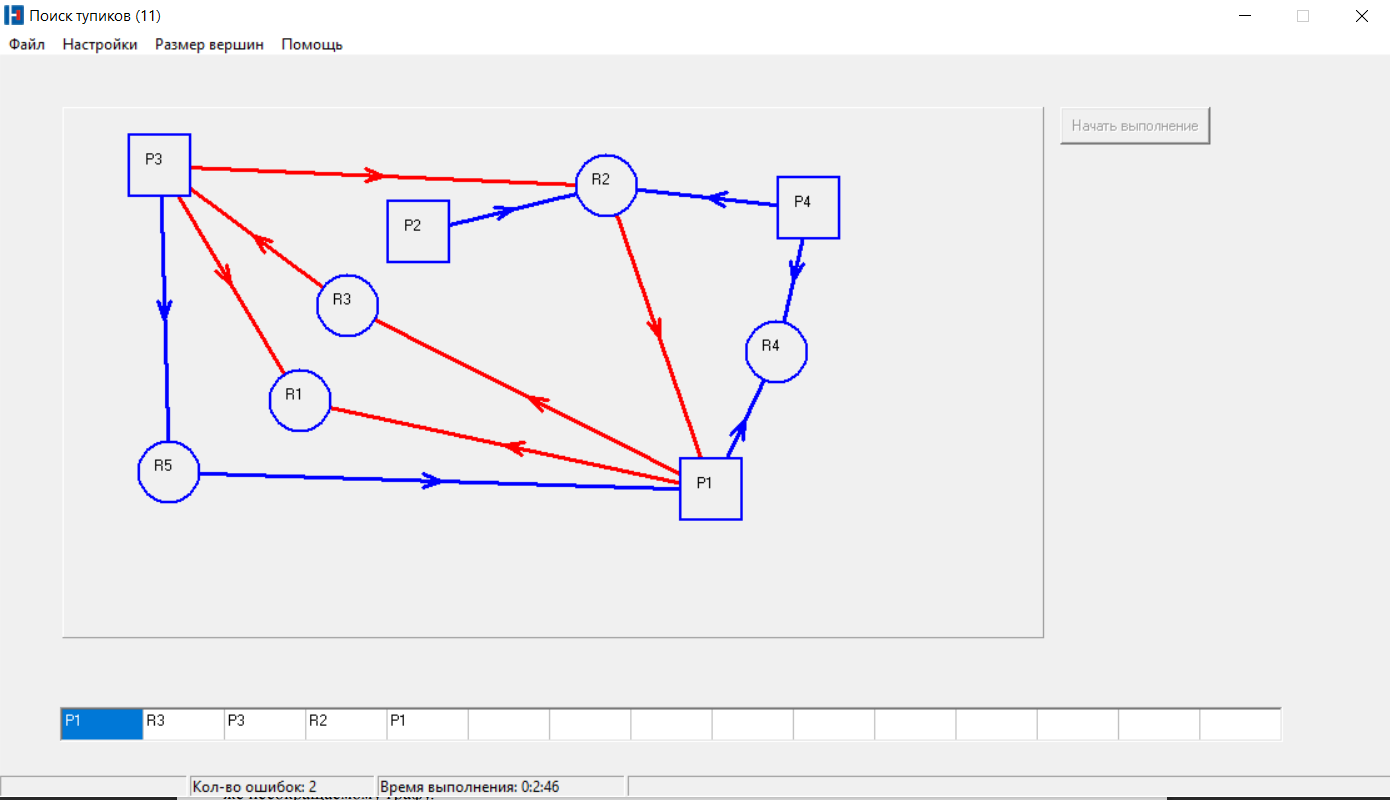 Поиск тупиков (11)
Файл Настройки Размер вершин Помощь
Начать выполнение
P3
R2
P4
P2
R3
R4
R1
R5
P1
P1 R3 P3 R2 P1
Кол-во ошибок: 2 Время выполнения: 0:2:46